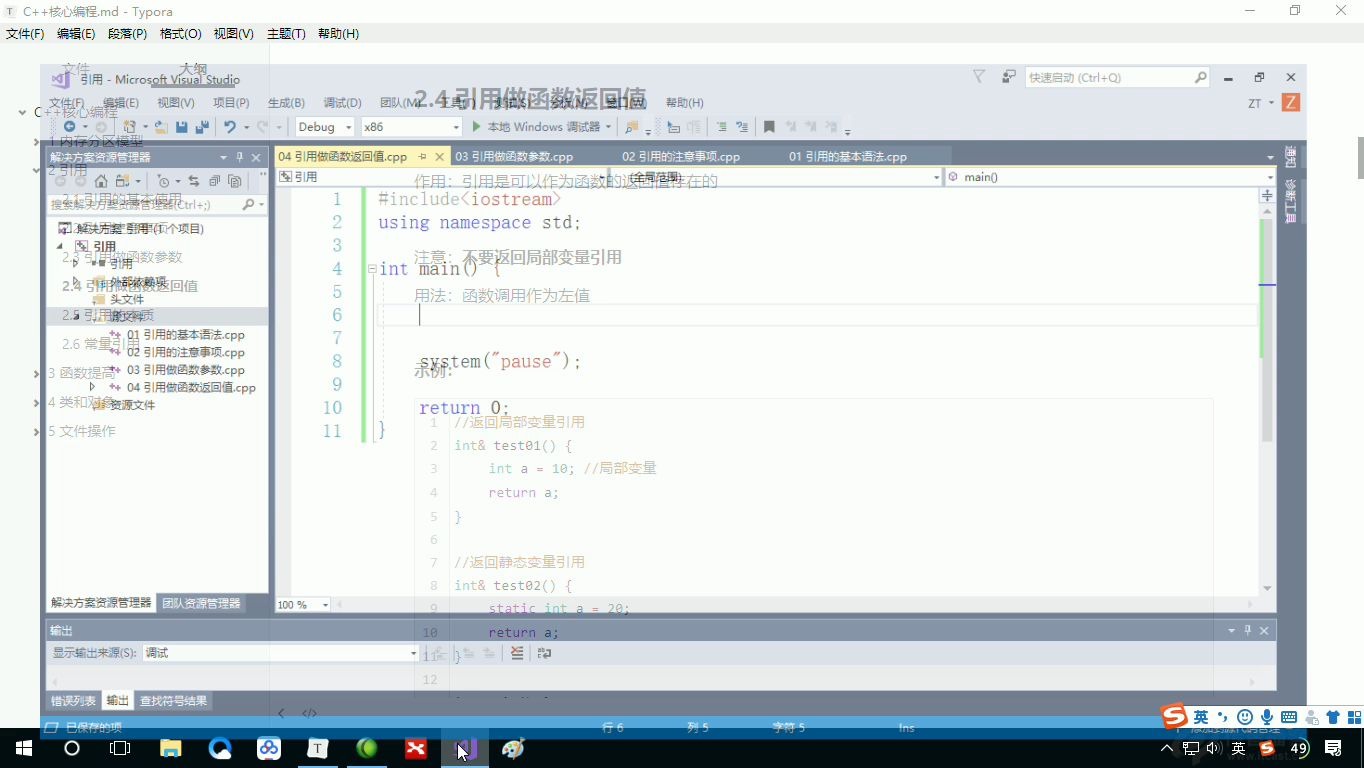 C++核心编程.md - Typora
文件(F) 编辑(E) 段落(P) 格式(O) 视图(V) 主题(T) 帮助(H)
文件 大纲
引用 - Microsoft Visual Studio
快速启动 (Ctrl+Q)
文件(F) 编辑(E) 视图(V) 项目(P) 生成(B) 调试(D) 团队(M) 工具(T) 测试(S) 分析(N) 窗口(W) 帮助(H)
ZT Z
2.4 引用做函数返回值
C++核心编程
Debug x86 本地 Windows 调试器
1 内存分区模型
解决方案资源管理器
04 引用做函数返回值.cpp 03 引用做函数参数.cpp 02 引用的注意事项.cpp 01 引用的基本语法.cpp
通知
诊断工具
2 引用
引用 (全局范围) main()
作用：引用是可以作为函数的返回值存在的
2.1 引用的基本使用
搜索解决方案资源管理器(Ctrl+;)
解决方案"引用"(1 个项目)
引用
2.3 引用做函数参数
引用
外部依赖项
2.4 引用做函数返回值
头文件
2.5 引用的本质
源文件
01 引用的基本语法.cpp
2.6 常量引用
02 引用的注意事项.cpp
3 函数提高
03 引用做函数参数.cpp
04 引用做函数返回值.cpp
4 类和对象
资源文件
5 文件操作
1 #include<iostream>
2 using namespace std;
3
注意：不要返回局部变量引用
4 int main() {
5
用法：函数调用作为左值
6
7
8 system("pause");
示例：
9
10 return 0;
11 }
1 //返回局部变量引用
2 int& test01() {
3 int a = 10; //局部变量
4 return a;
5 }
6
7 //返回静态变量引用
8 int& test02() {
9 static int a = 20;
10 return a;
11 }
12
解决方案资源管理器 团队资源管理器
100 %
输出
显示输出来源(S): 调试
错误列表 输出 查找符号结果
已保存的项 行 6 列 5 字符 5 Ins 添加到源代码管理
英
英 49